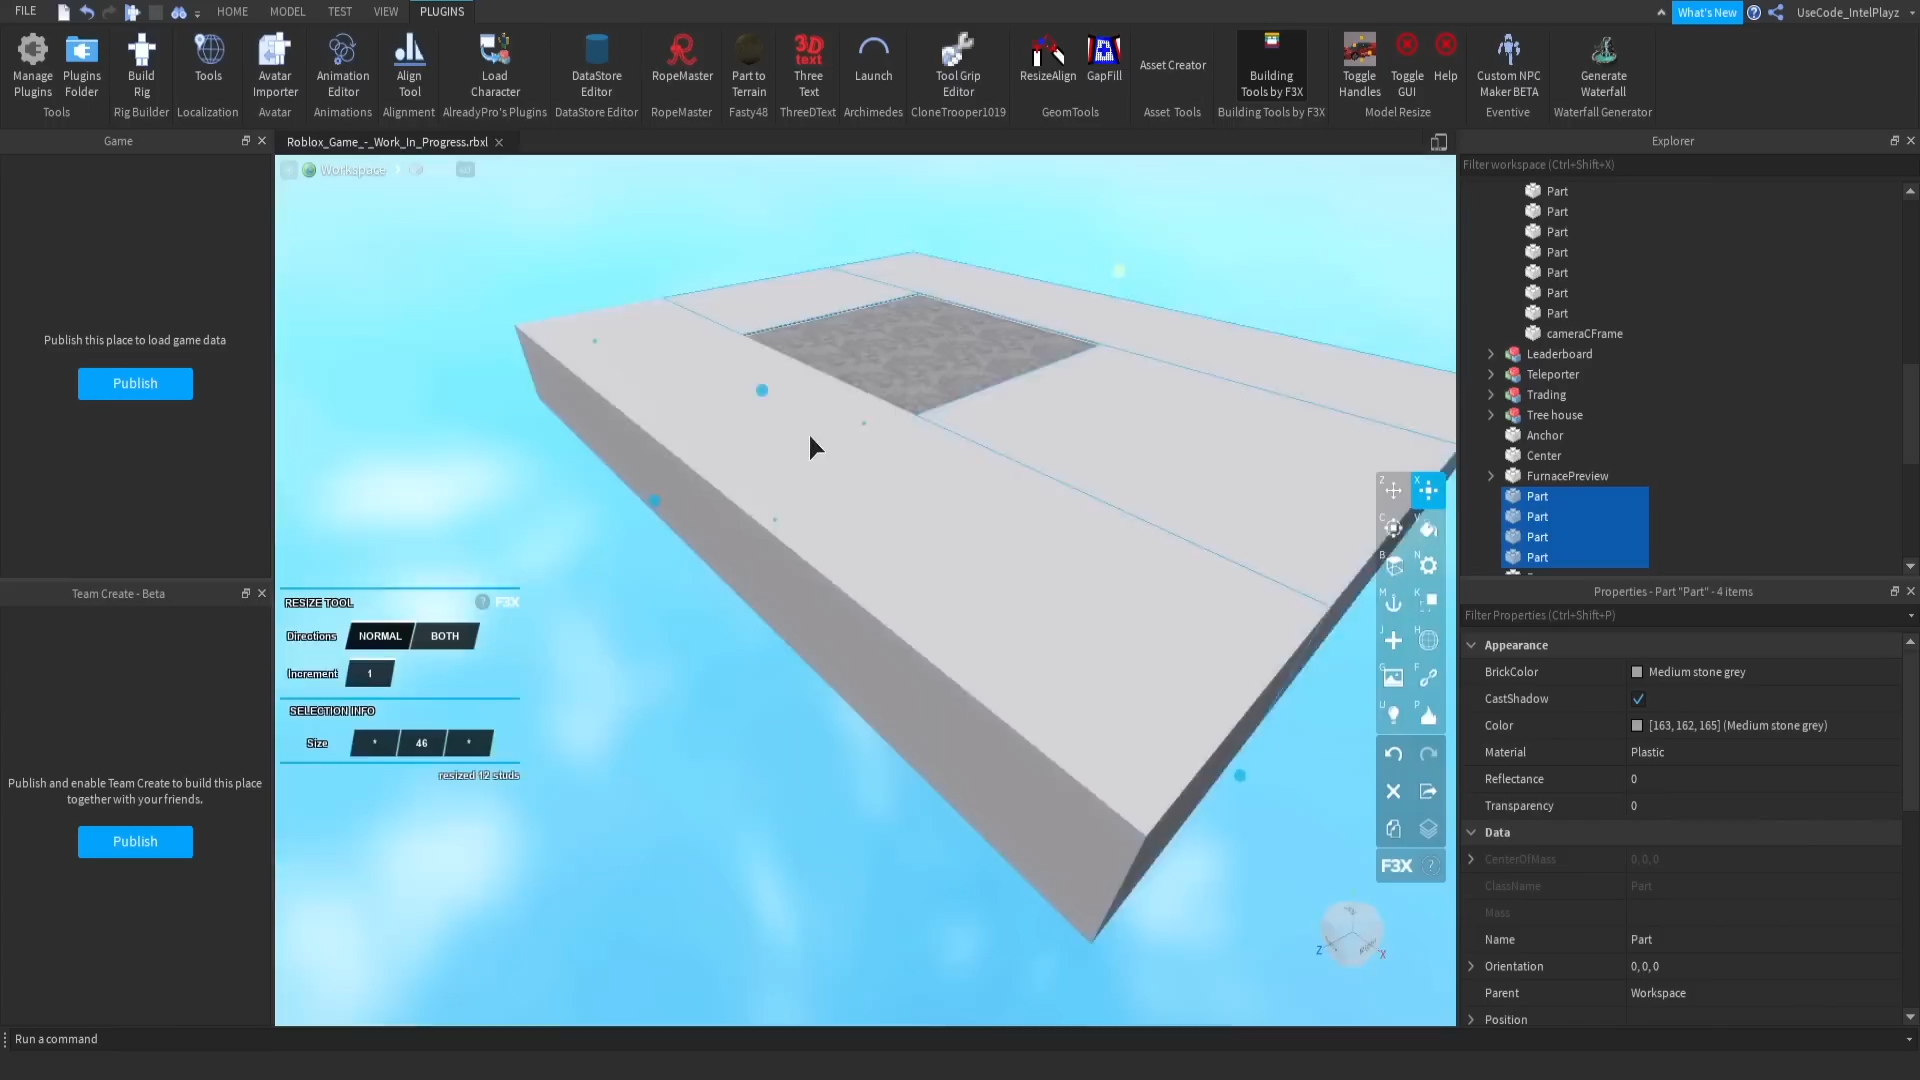 FILE
HOME
MODEL
TEST
VIEW
PLUGINS
What's New
UseCode_IntelPlayz
Manage Plugins
Plugins Folder
Build Rig
Tools
Avatar Importer
Animation Editor
Align Tool
Load Character
DataStore Editor
RopeMaster
Part to Terrain
3D text
Three Text
Launch
Tool Grip Editor
ResizeAlign
GapFill
Asset Creator
Building Tools by F3X
Toggle Handles
Toggle GUI
Help
Custom NPC Maker BETA
Generate Waterfall
Tools
Rig Builder
Localization
Avatar
Animations
Alignment
AlreadyPro's Plugins
DataStore Editor
RopeMaster
Fasty48
ThreeDText
Archimedes
CloneTrooper1019
GeomTools
Asset Tools
Building Tools by F3X
Model Resize
Eventive
Waterfall Generator
Game
Publish this place to load game data
Publish
Team Create - Beta
Publish and enable Team Create to build this place
together with your friends.
Publish
Roblox_Game_-_Work_In_Progress.rbxl
Workspace
RESIZE TOOL
F3X
Directions
NORMAL
BOTH
Increment
1
SELECTION INFO
Size
*
46
*
resized 12 studs
Z
X
C
V
B
N
M
K
J
H
G
F
U
P
F3X ?
Z
X
Explorer
Filter workspace (Ctrl+Shift+X)
Part
Part
Part
Part
Part
Part
Part
cameraCFrame
Leaderboard
Teleporter
Trading
Tree house
Anchor
Center
FurnacePreview
Part
Part
Part
Part
Properties - Part "Part" - 4 items
Filter Properties (Ctrl+Shift+P)
Appearance
BrickColor
Medium stone grey
CastShadow
Color
[163, 162, 165] (Medium stone grey)
Material
Plastic
Reflectance
0
Transparency
0
Data
CenterOfMass
0, 0, 0
ClassName
Part
Mass
Name
Part
Orientation
0, 0, 0
Parent
Workspace
Position
Run a command